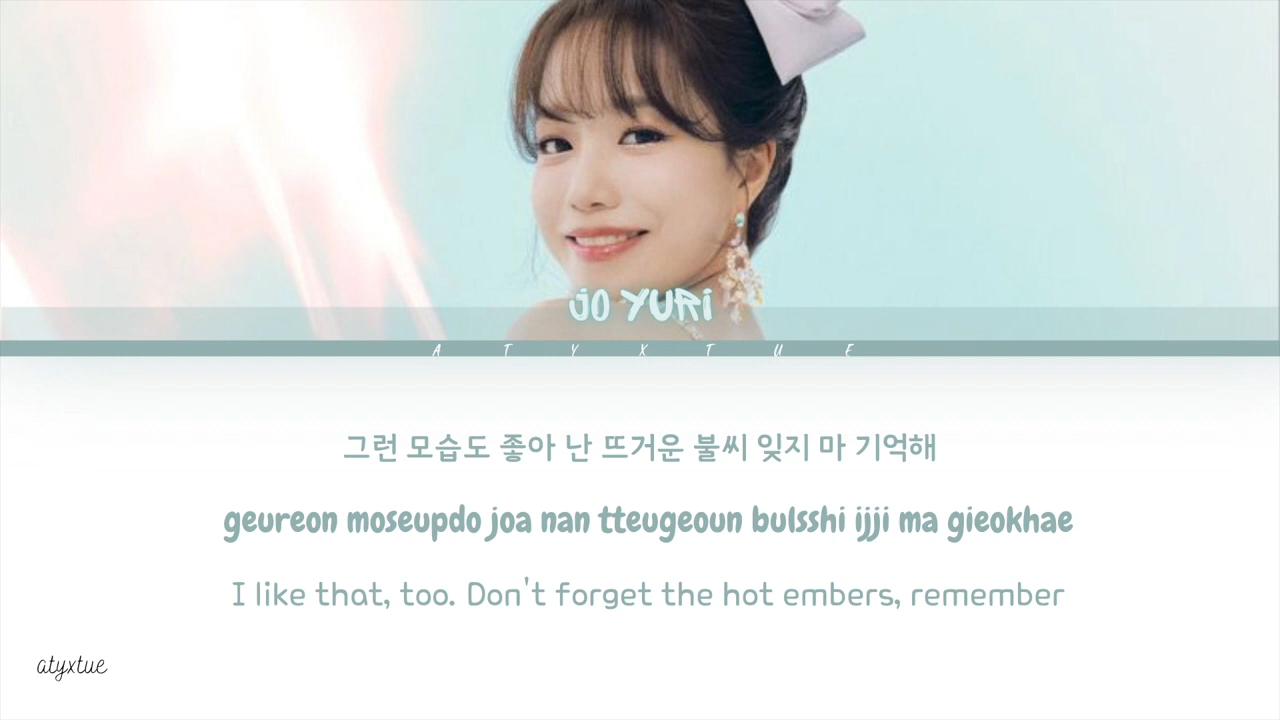 JO YURi
A T Y X T U E
그런 모습도 좋아 난 뜨거운 불씨 잊지 마 기억해
geureon moseupdo joa nan tteugeoun bulsshi ijji ma gieokhae
I like that, too. Don't forget the hot embers, remember
atyxtue